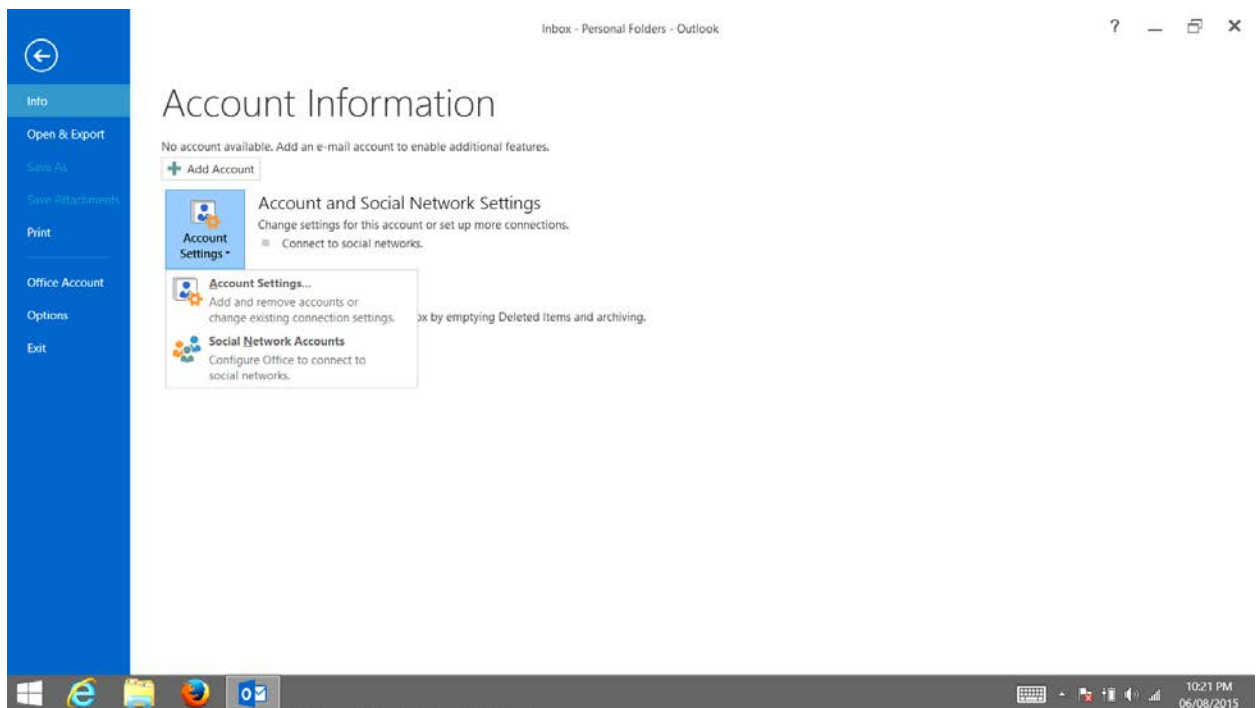 Inbox - Personal Folders - Outlook
?
Info
Open & Export
Save As
Save Attachments
Print
Office Account
Options
Exit
Account Information
No account available. Add an e-mail account to enable additional features.
Add Account
Account
Settings
Account and Social Network Settings
Change settings for this account or set up more connections.
Connect to social networks.
Account Settings...
Add and remove accounts or
change existing connection settings.
by emptying Deleted Items and archiving.
Social Network Accounts
Configure Office to connect to
social networks.
10:21 PM
06/08/2015